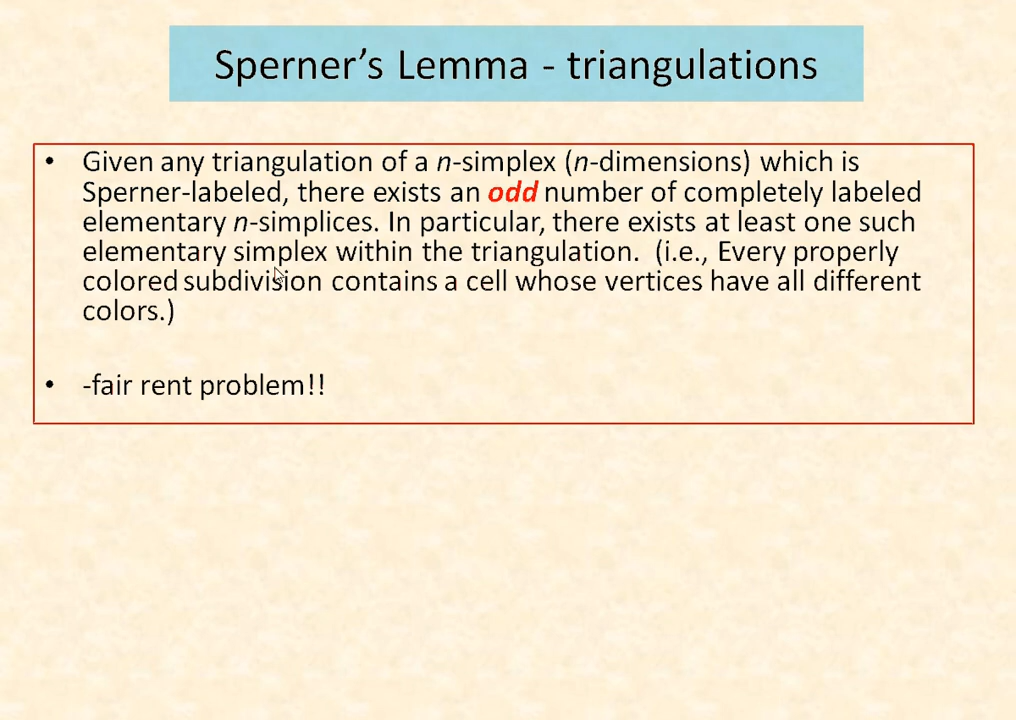 Sperner’s Lemma - triangulations
• Given any triangulation of a n-simplex (n-dimensions) which is
Sperner-labeled, there exists an odd number of completely labeled
elementary n-simplices. In particular, there exists at least one such
elementary simplex within the triangulation. (i.e., Every properly
colored subdivision contains a cell whose vertices have all different
colors.)
• -fair rent problem!!